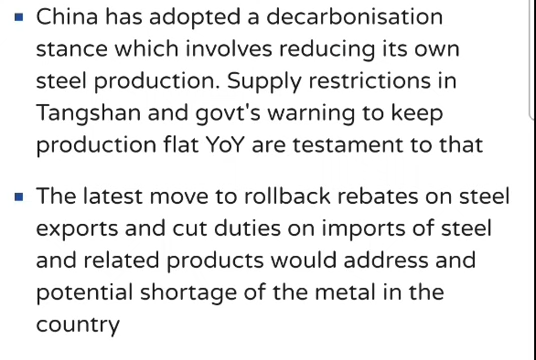 China has adopted a decarbonisation
stance which involves reducing its own
steel production. Supply restrictions in
Tangshan and govt's warning to keep
production flat YoY are testament to that
The latest move to rollback rebates on steel
exports and cut duties on imports of steel
and related products would address and
potential shortage of the metal in the
country